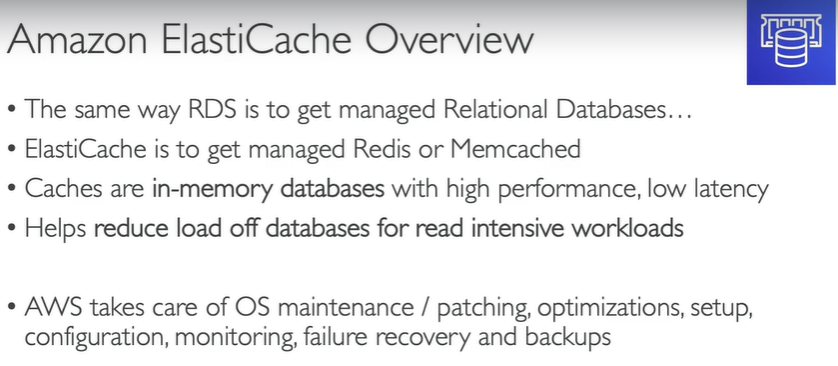 Amazon ElastiCache Overview
• The same way RDS is to get managed Relational Databases…
• ElastiCache is to get managed Redis or Memcached
• Caches are in-memory databases with high performance, low latency
• Helps reduce load off databases for read intensive workloads
• AWS takes care of OS maintenance / patching, optimizations, setup,
configuration, monitoring, failure recovery and backups